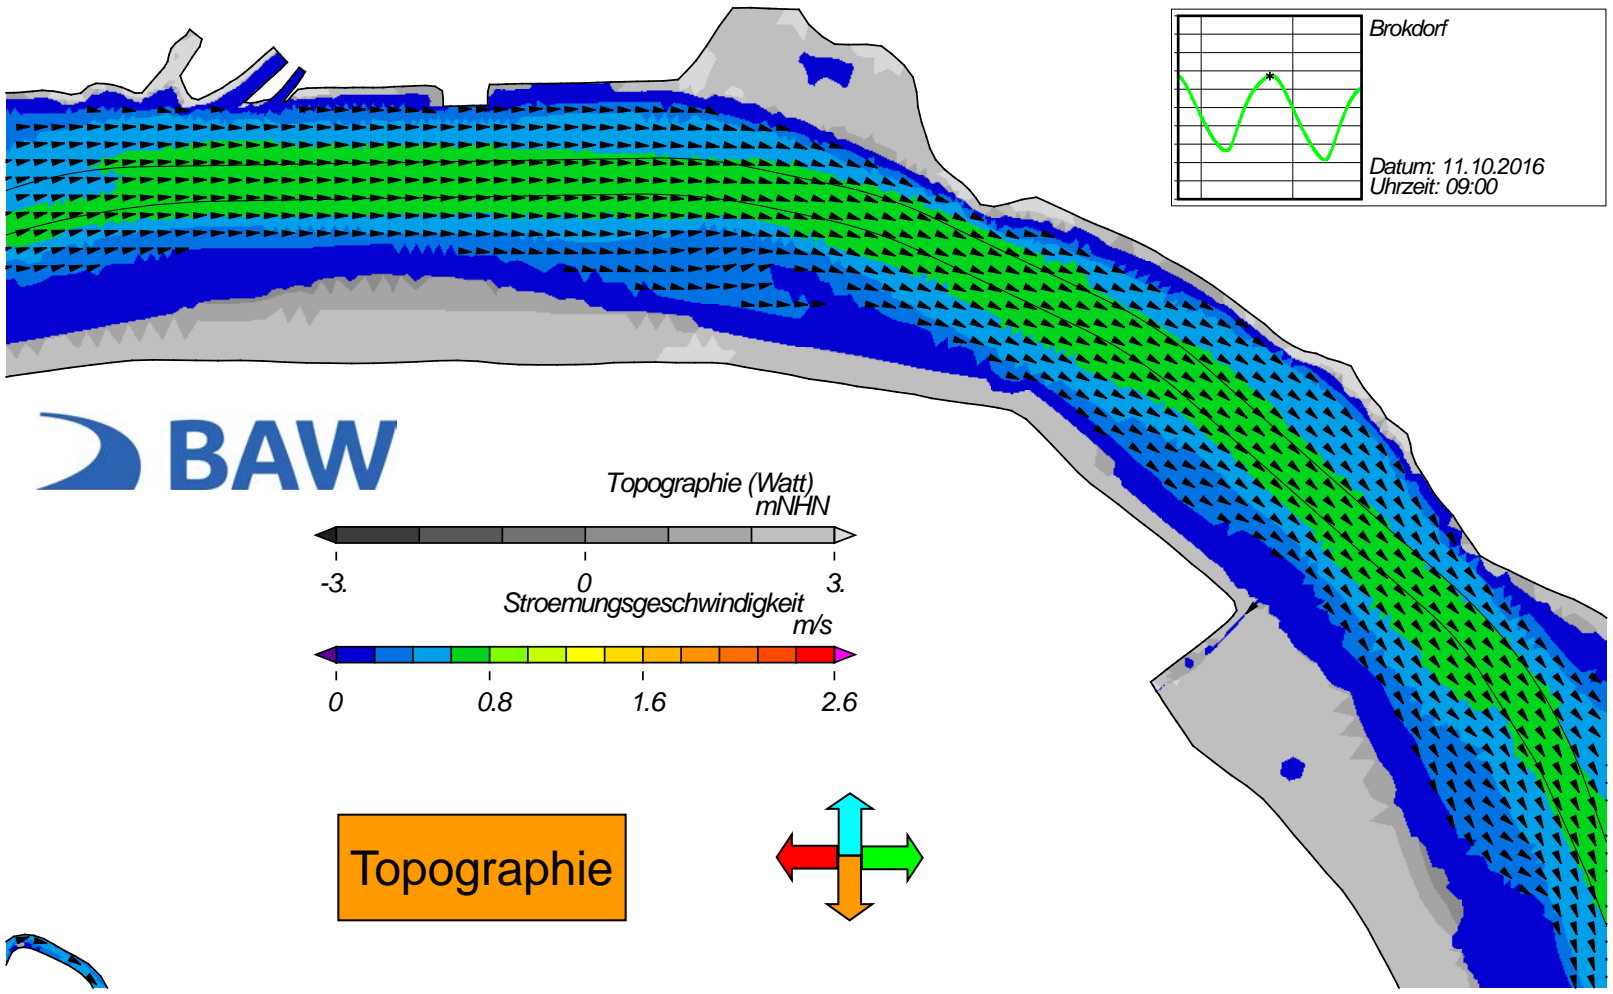 Brokdorf
Datum: 11.10.2016
Uhrzeit: 09:00
BAW
Topographie (Watt)
mNHN
-3. 0 3.
Stroemungsgeschwindigkeit
m/s
0 0.8 1.6 2.6
Topographie